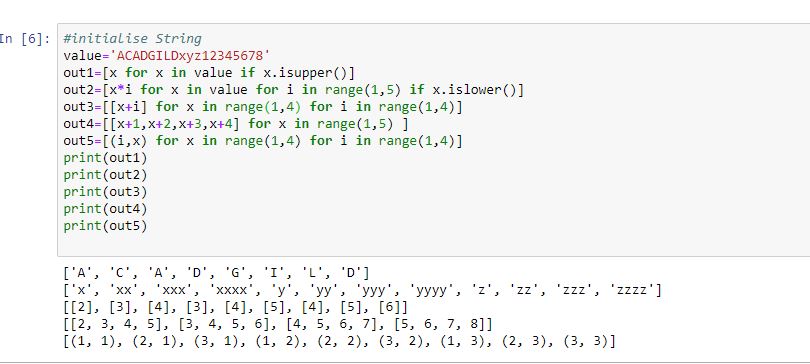 In [6]: #initialise String
value='ACADGILDxyz12345678'
out1=[x for x in value if x.isupper()]
out2=[x*i for x in value for i in range(1,5) if x.islower()]
out3=[[x+i] for x in range(1,4) for i in range(1,4)]
out4=[[x+1,x+2,x+3,x+4] for x in range(1,5) ]
out5=[(i,x) for x in range(1,4) for i in range(1,4)]
print(out1)
print(out2)
print(out3)
print(out4)
print(out5)
['A', 'C', 'A', 'D', 'G', 'I', 'L', 'D']
['x', 'xx', 'xxx', 'xxxx', 'y', 'yy', 'yyy', 'yyyy', 'z', 'zz', 'zzz', 'zzzz']
[[2], [3], [4], [3], [4], [5], [4], [5], [6]]
[[2, 3, 4, 5], [3, 4, 5, 6], [4, 5, 6, 7], [5, 6, 7, 8]]
[(1, 1), (2, 1), (3, 1), (1, 2), (2, 2), (3, 2), (1, 3), (2, 3), (3, 3)]